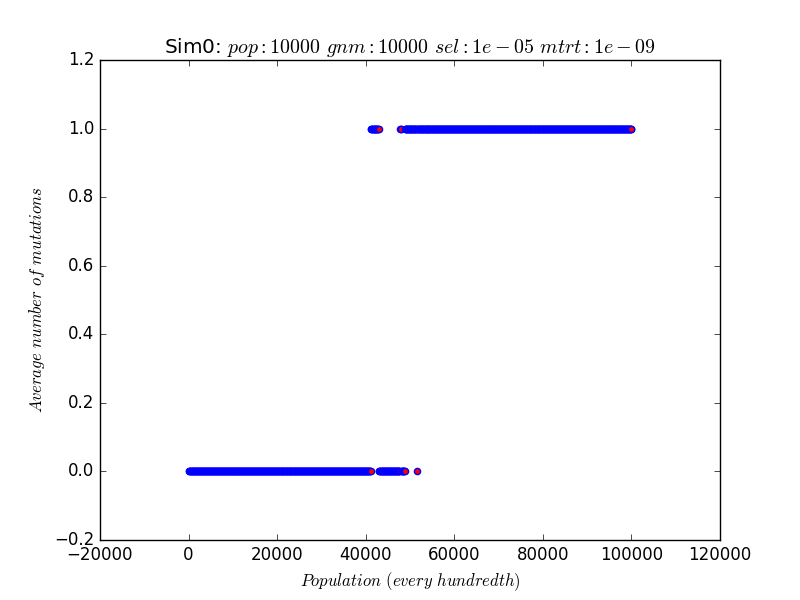 Sim0: pop : 10000 gnm : 10000 sel : 1e − 05 mtrt : 1e − 09
1.2
1.0
0.8
0.6
0.4
0.2
0.0
−0.2
−20000 0 20000 40000 60000 80000 100000 120000
Average number of mutations
Population (every hundredth)